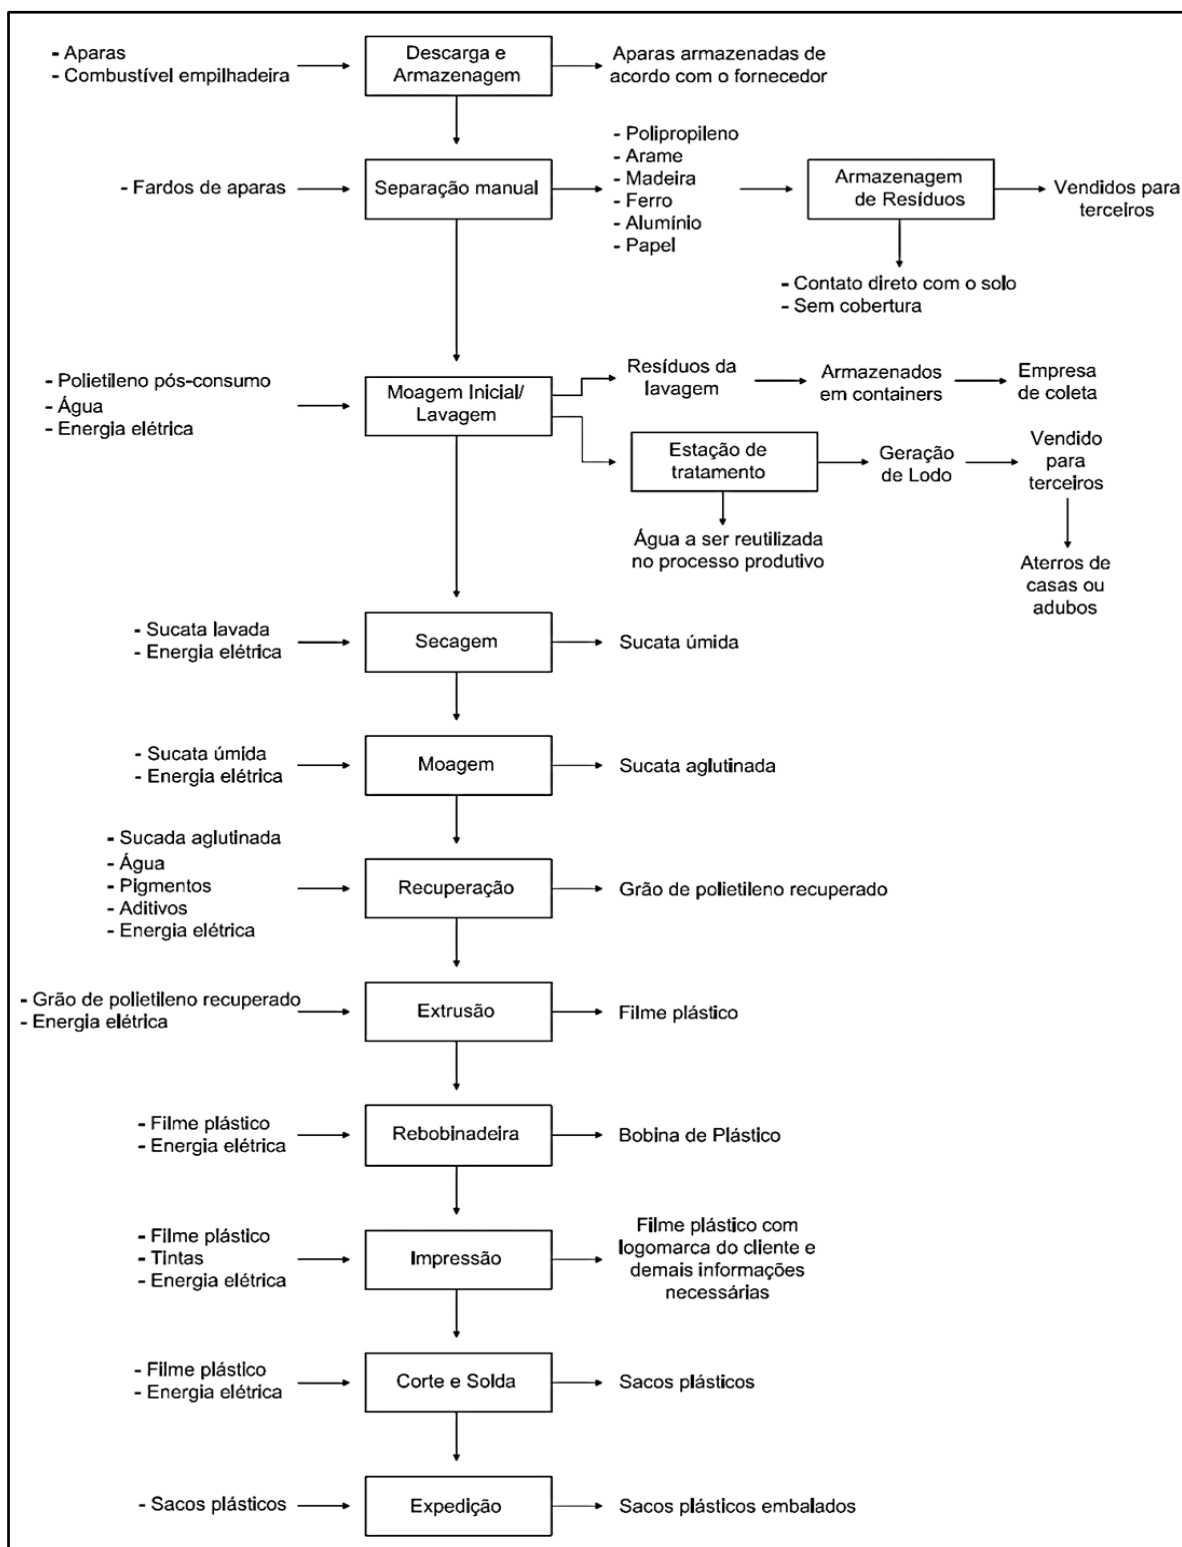 - Aparas
- Combustível empilhadeira
Descarga e
Armazenagem
Aparas armazenadas de
acordo com o fornecedor
- Fardos de aparas
Separação manual
- Polipropileno
- Arame
- Madeira
- Ferro
- Alumínio
- Papel
Armazenagem
de Resíduos
Vendidos para
terceiros
- Contato direto com o solo
- Sem cobertura
- Polietileno pós-consumo
- Água
- Energia elétrica
Moagem Inicial/
Lavagem
Resíduos da
lavagem
Armazenados
em containers
Empresa
de coleta
Estação de
tratamento
Geração
de Lodo
Vendido
para
terceiros
Água a ser reutilizada
no processo produtivo
Aterros de
casas ou
adubos
- Sucata lavada
- Energia elétrica
Secagem
Sucata úmida
- Sucata úmida
- Energia elétrica
Moagem
Sucata aglutinada
- Sucada aglutinada
- Água
- Pigmentos
- Aditivos
- Energia elétrica
Recuperação
Grão de polietileno recuperado
- Grão de polietileno recuperado
- Energia elétrica
Extrusão
Filme plástico
- Filme plástico
- Energia elétrica
Rebobinadeira
Bobina de Plástico
- Filme plástico
- Tintas
- Energia elétrica
Impressão
Filme plástico com
logomarca do cliente e
demais informações
necessárias
- Filme plástico
- Energia elétrica
Corte e Solda
Sacos plásticos
- Sacos plásticos
Expedição
Sacos plásticos embalados